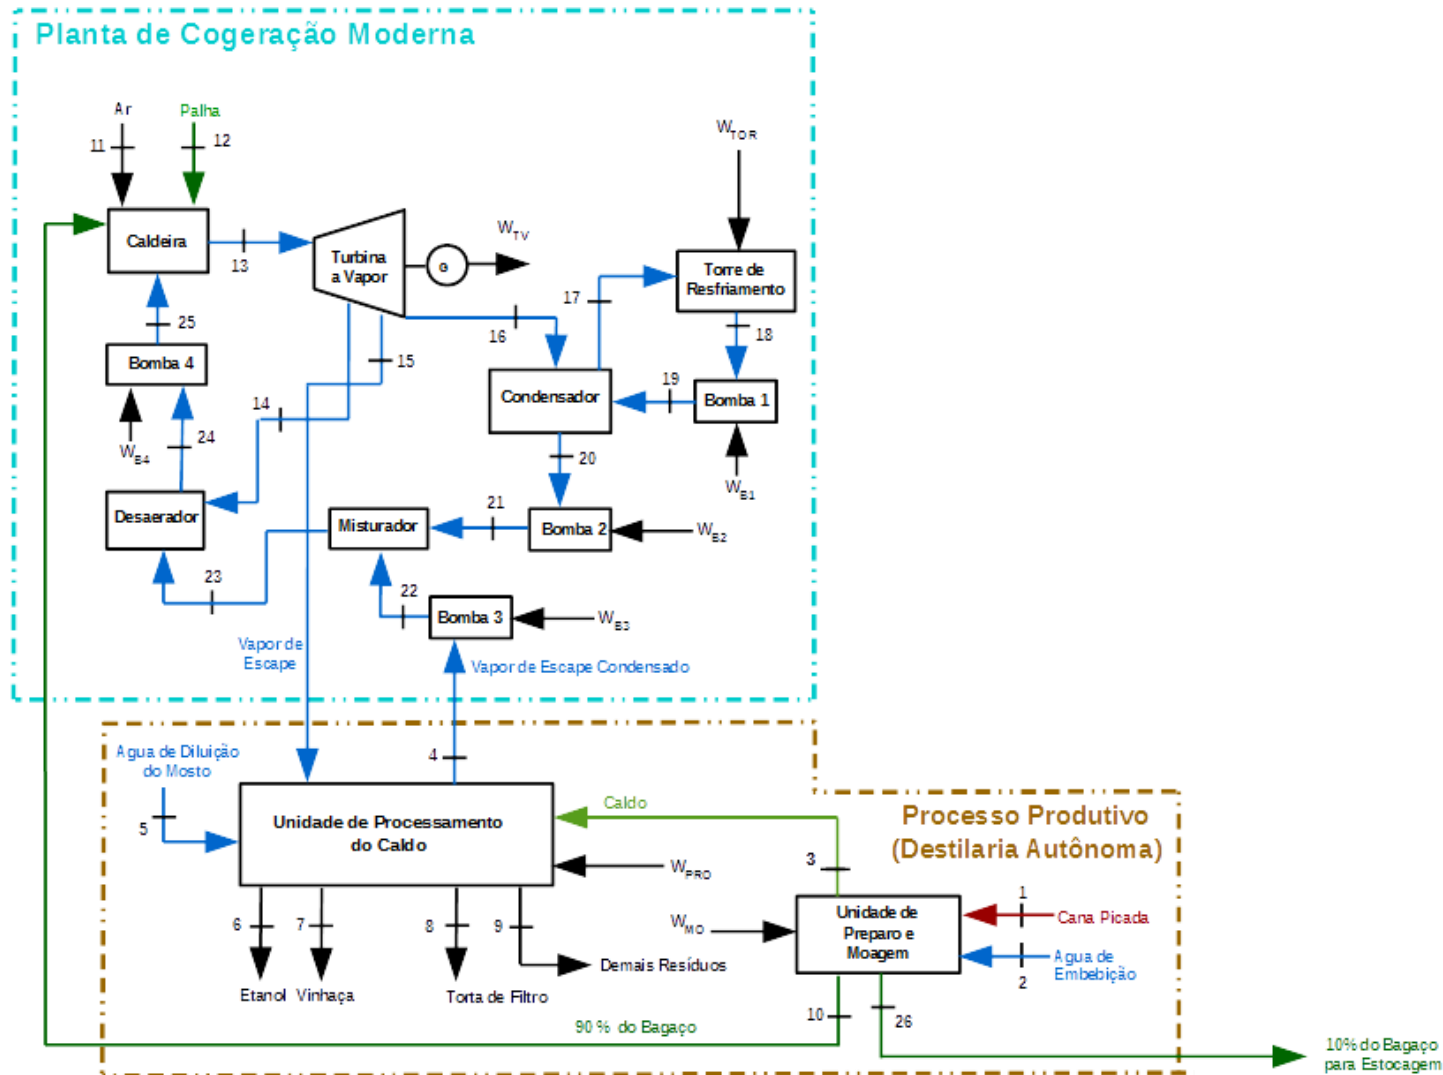 Planta de Cogeração Moderna
Ar
Palha
11
12
W_TOR
Caldeira
13
Turbina
a Vapor
G
W_TV
Torre de
Resfriamento
17
18
16
15
25
Bomba 4
W_B4
24
14
Condensador
19
Bomba 1
W_B1
20
Desaerador
Misturador
21
Bomba 2
W_B2
23
22
Bomba 3
W_B3
Vapor de
Escape
Vapor de Escape Condensado
Agua de Diluição
do Mosto
4
5
Unidade de Processamento
do Caldo
Caldo
Processo Produtivo
(Destilaria Autônoma)
3
W_PRO
W_MO
Unidade de
Preparo e
Moagem
1
Cana Picada
Agua de
Embebição
2
6
7
8
9
Etanol
Vinhaça
Torta de Filtro
Demais Resíduos
10
26
90 % do Bagaço
10% do Bagaço
para Estocagem